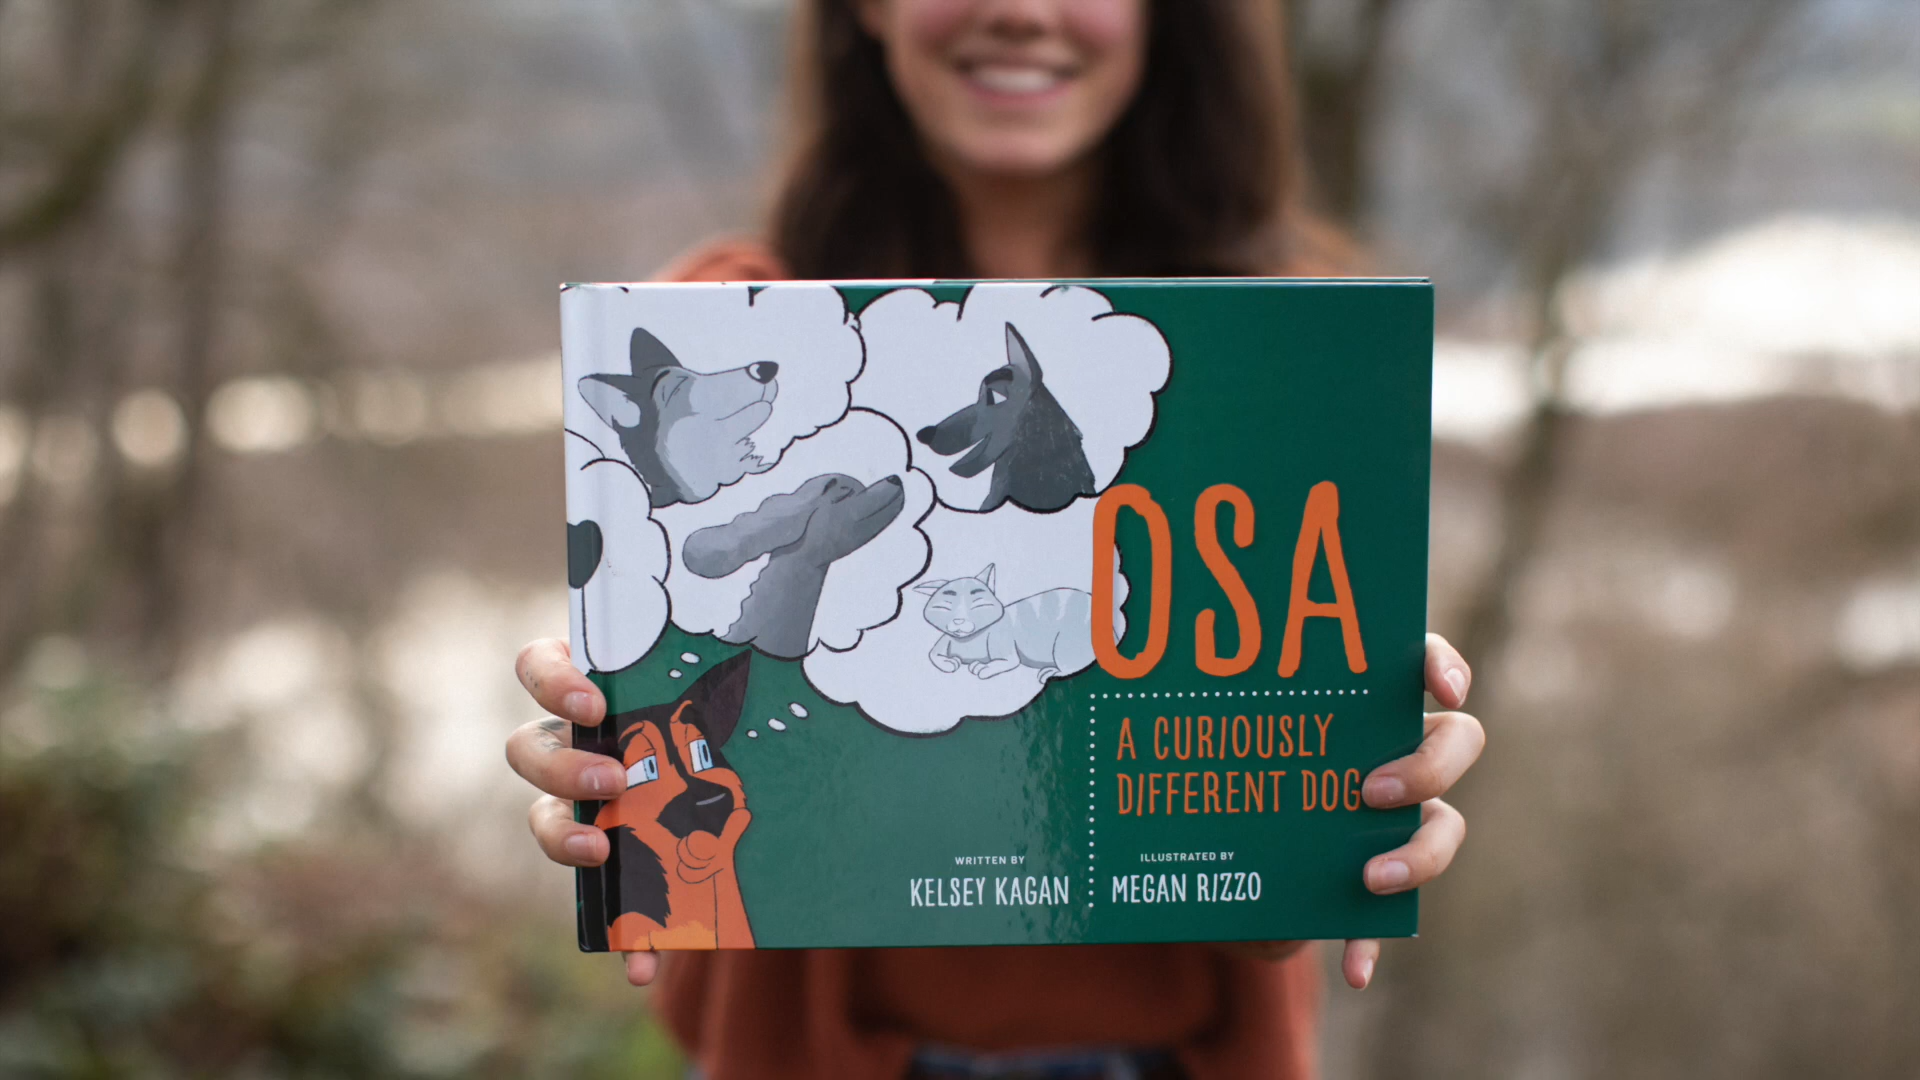 OSA
A CURIOUSLY
DIFFERENT DOG
WRITTEN BY
KELSEY KAGAN
ILLUSTRATED BY
MEGAN RIZZO